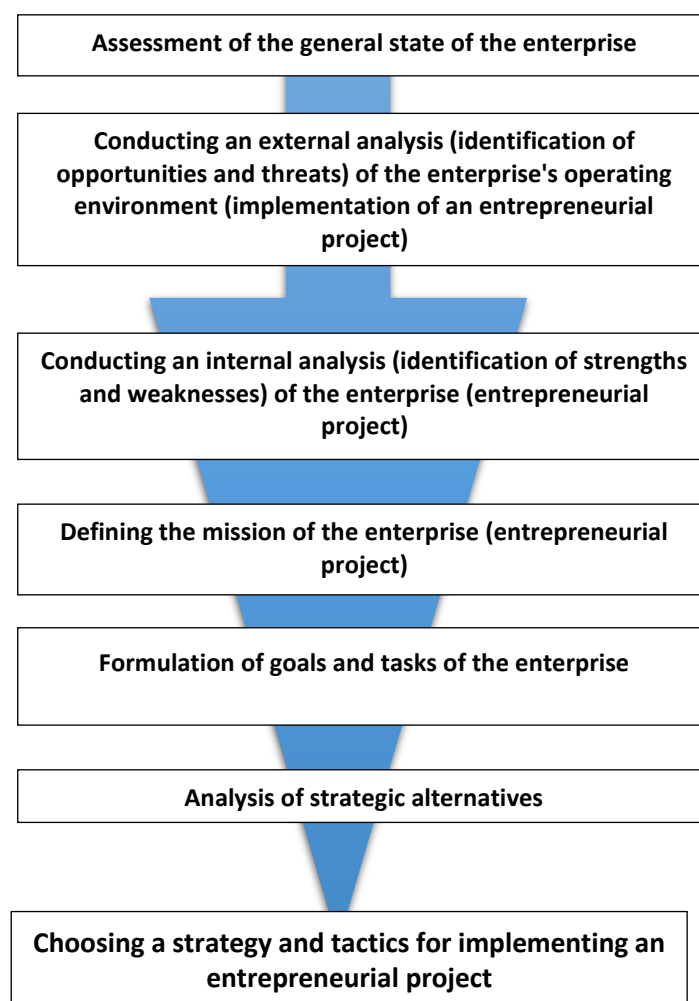 Assessment of the general state of the enterprise
Conducting an external analysis (identification of
opportunities and threats) of the enterprise's operating
environment (implementation of an entrepreneurial
project)
Conducting an internal analysis (identification of strengths
and weaknesses) of the enterprise (entrepreneurial
project)
Defining the mission of the enterprise (entrepreneurial
project)
Formulation of goals and tasks of the enterprise
Analysis of strategic alternatives
Choosing a strategy and tactics for implementing an
entrepreneurial project